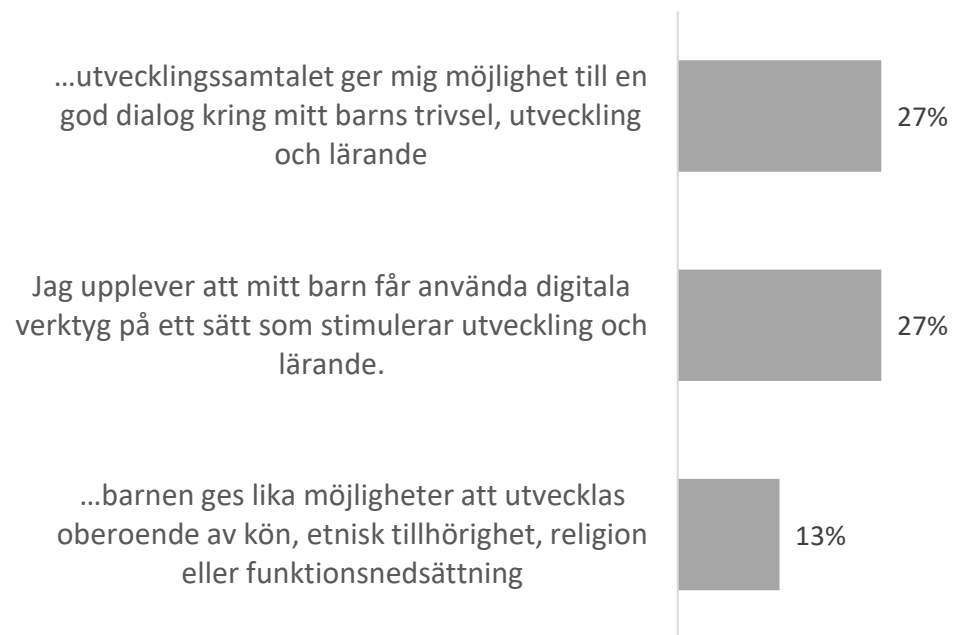 ...utvecklingssamtalet ger mig möjlighet till en
god dialog kring mitt barns trivsel, utveckling
och lärande
27%
Jag upplever att mitt barn får använda digitala
verktyg på ett sätt som stimulerar utveckling och
lärande.
27%
...barnen ges lika möjligheter att utvecklas
oberoende av kön, etnisk tillhörighet, religion
eller funktionsnedsättning
13%